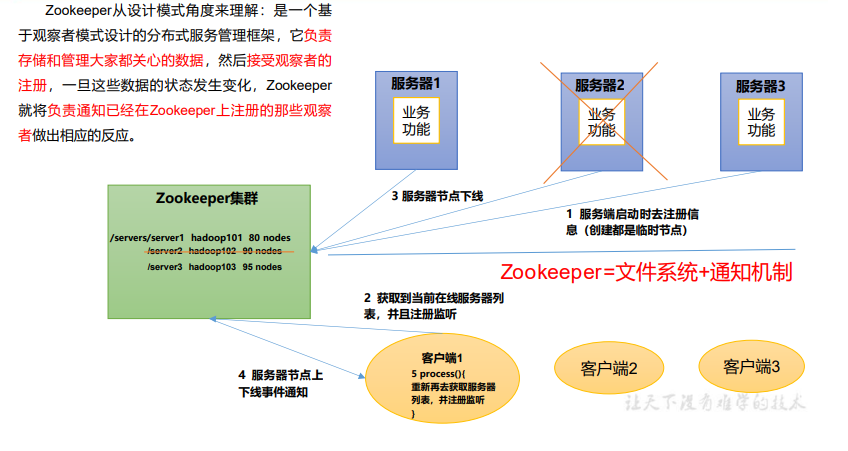 Zookeeper从设计模式角度来理解：是一个基
于观察者模式设计的分布式服务管理框架，它负责
存储和管理大家都关心的数据，然后接受观察者的
注册，一旦这些数据的状态发生变化，Zookeeper
就将负责通知已经在Zookeeper上注册的那些观察
者做出相应的反应。
服务器1
业务
功能
服务器2
业务
功能
服务器3
业务
功能
3 服务器节点下线
Zookeeper集群
1 服务端启动时去注册信
息（创建都是临时节点）
/servers/server1 hadoop101 80 nodes
/server2 hadoop102 90 nodes
/server3 hadoop103 95 nodes
Zookeeper=文件系统+通知机制
2 获取到当前在线服务器列
表，并且注册监听
4 服务器节点上
下线事件通知
客户端1
5 process(){
重新再去获取服务器
列表，并注册监听
}
客户端2
客户端3
让天下没有难学的技术